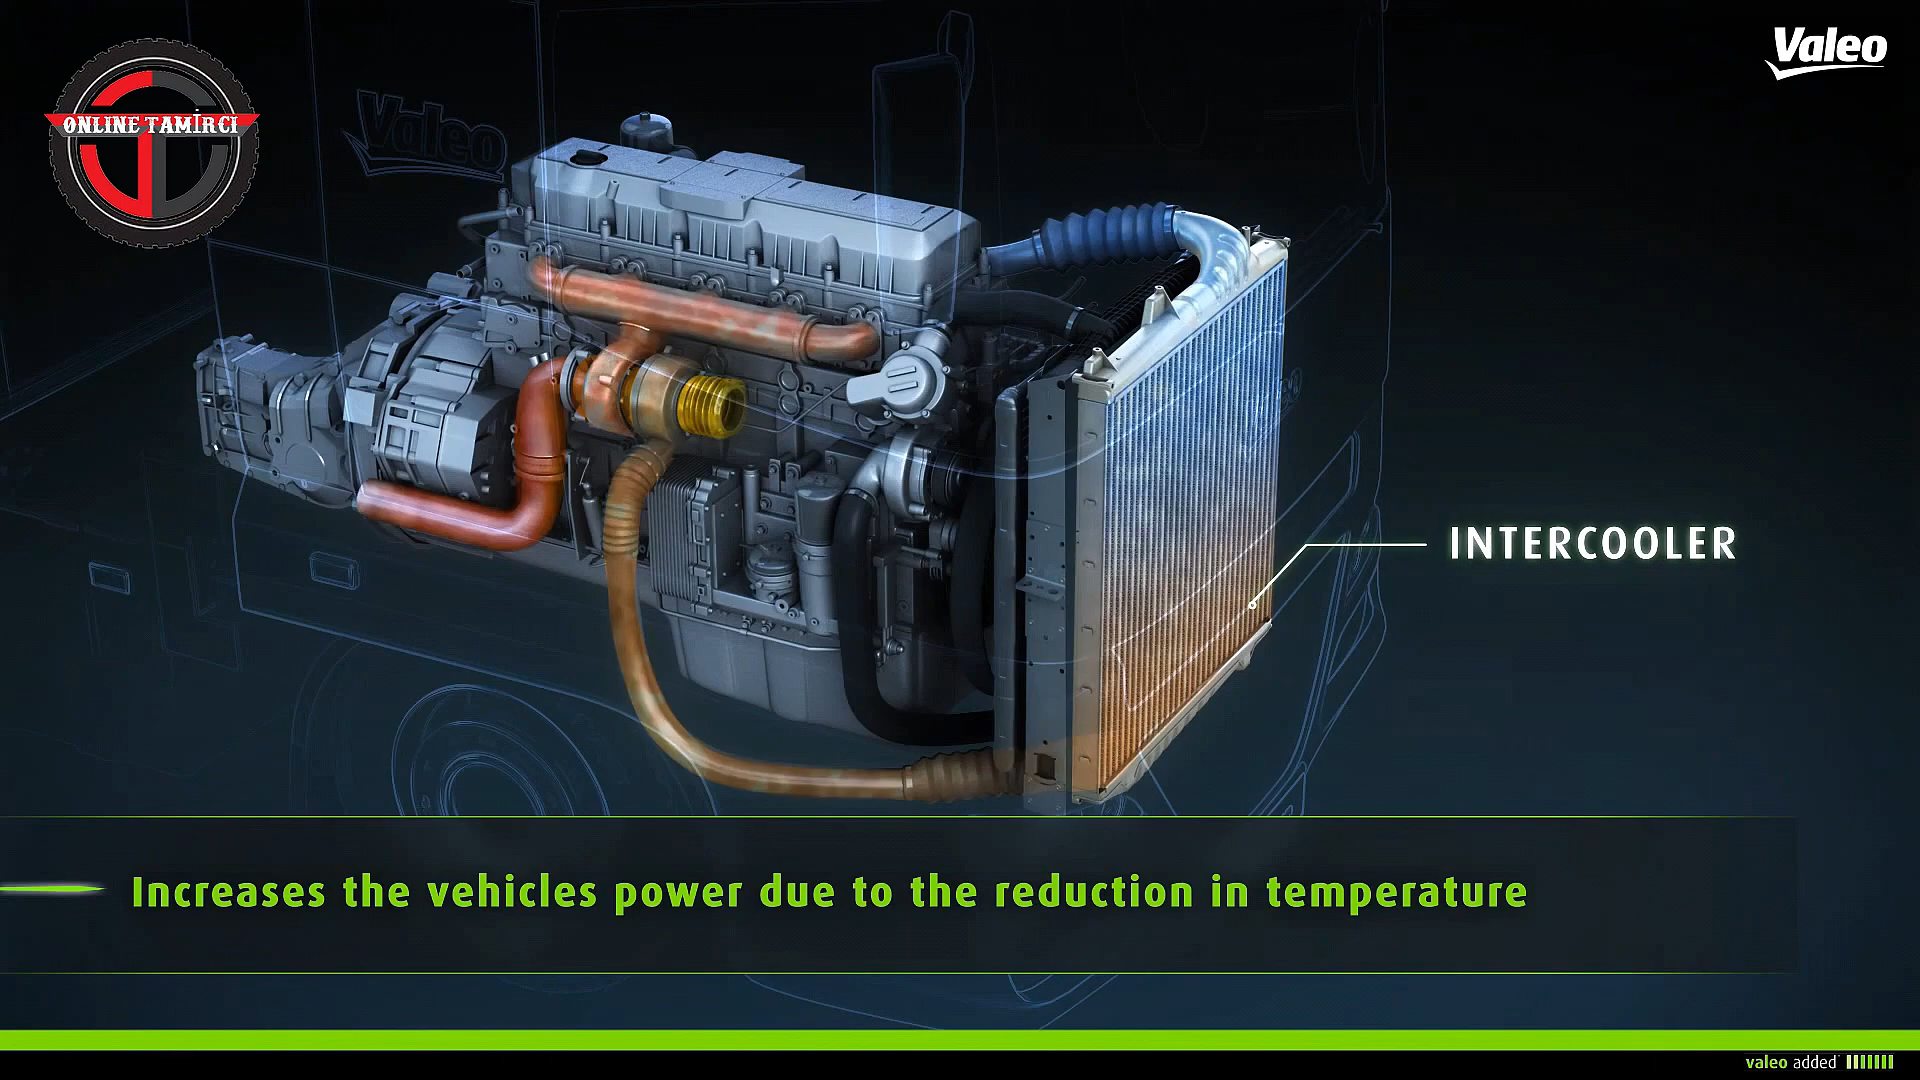 Valeo
ONLINE TAMİRCİ
Valeo
INTERCOOLER
Increases the vehicles power due to the reduction in temperature
valeo added